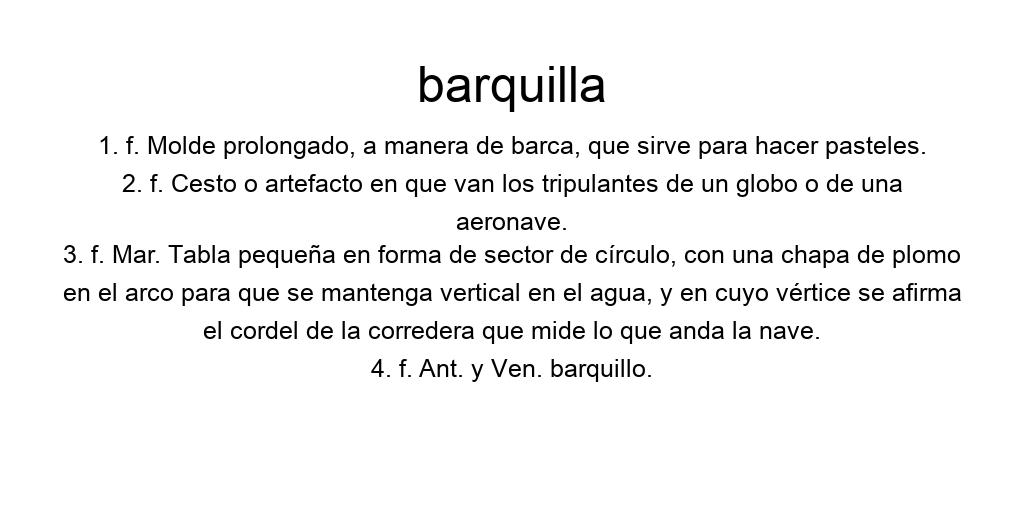 barquilla
1. f. Molde prolongado, a manera de barca, que sirve para hacer pasteles.
2. f. Cesto o artefacto en que van los tripulantes de un globo o de una
aeronave.
3. f. Mar. Tabla pequeña en forma de sector de círculo, con una chapa de plomo
en el arco para que se mantenga vertical en el agua, y en cuyo vértice se afirma
el cordel de la corredera que mide lo que anda la nave.
4. f. Ant. y Ven. barquillo.